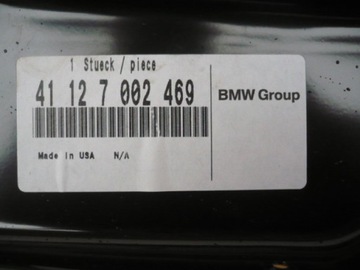 1 Stueck / piece
41 12 7 002 469
BMW Group
Made in USA N/A